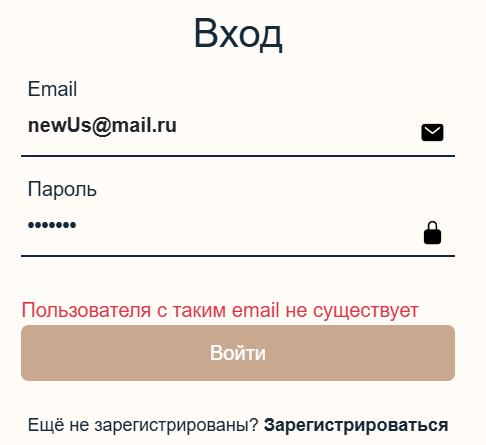 Вход
Email
newUs@mail.ru
Пароль
•••••••
Пользователя с таким email не существует
Войти
Ещё не зарегистрированы? Зарегистрироваться